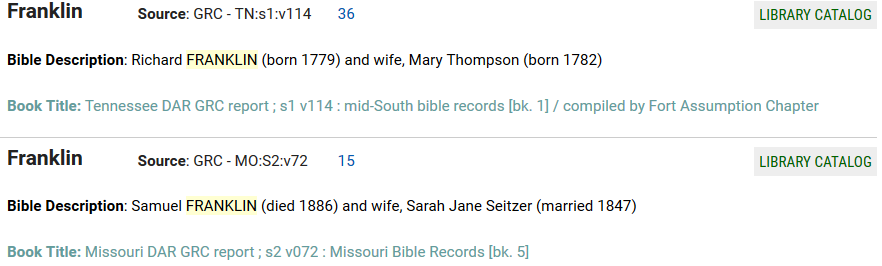 Franklin Source: GRC - TN:s1:v114 36 LIBRARY CATALOG
Bible Description: Richard FRANKLIN (born 1779) and wife, Mary Thompson (born 1782)
Book Title: Tennessee DAR GRC report ; s1 v114 : mid-South bible records [bk. 1] / compiled by Fort Assumption Chapter
Franklin Source: GRC - MO:S2:v72 15 LIBRARY CATALOG
Bible Description: Samuel FRANKLIN (died 1886) and wife, Sarah Jane Seitzer (married 1847)
Book Title: Missouri DAR GRC report ; s2 v072 : Missouri Bible Records [bk. 5]